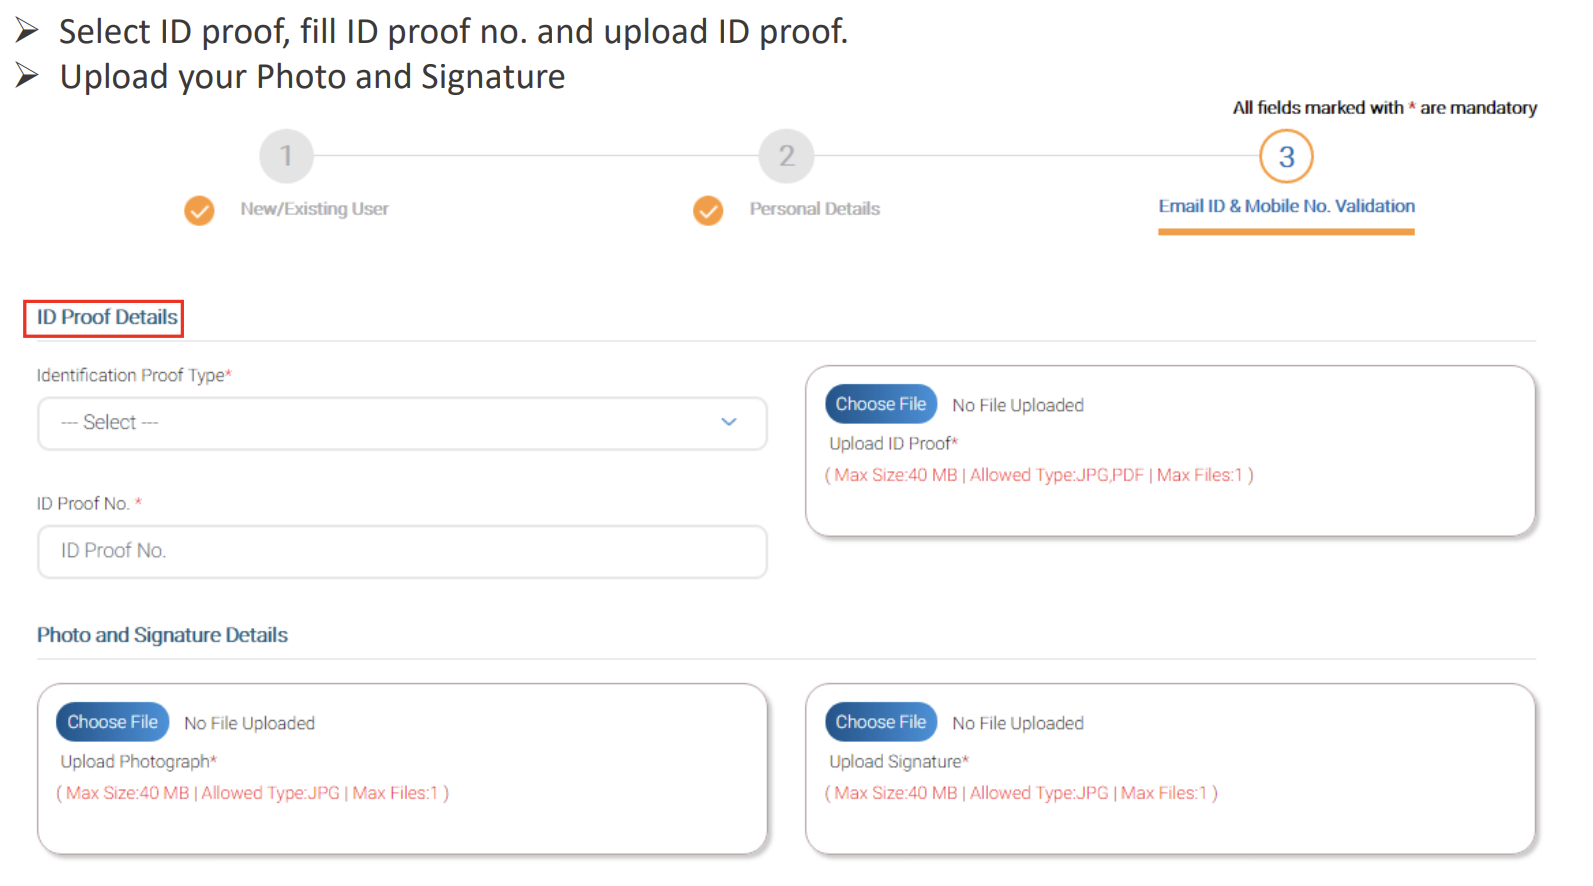 ➢ Select ID proof, fill ID proof no. and upload ID proof.
➢ Upload your Photo and Signature
All fields marked with * are mandatory
1
2
3
New/Existing User
Personal Details
Email ID & Mobile No. Validation
ID Proof Details
Identification Proof Type*
--- Select ---
Choose File No File Uploaded
Upload ID Proof*
( Max Size:40 MB | Allowed Type:JPG,PDF | Max Files:1 )
ID Proof No. *
ID Proof No.
Photo and Signature Details
Choose File No File Uploaded
Upload Photograph*
( Max Size:40 MB | Allowed Type:JPG | Max Files:1 )
Choose File No File Uploaded
Upload Signature*
( Max Size:40 MB | Allowed Type:JPG | Max Files:1 )